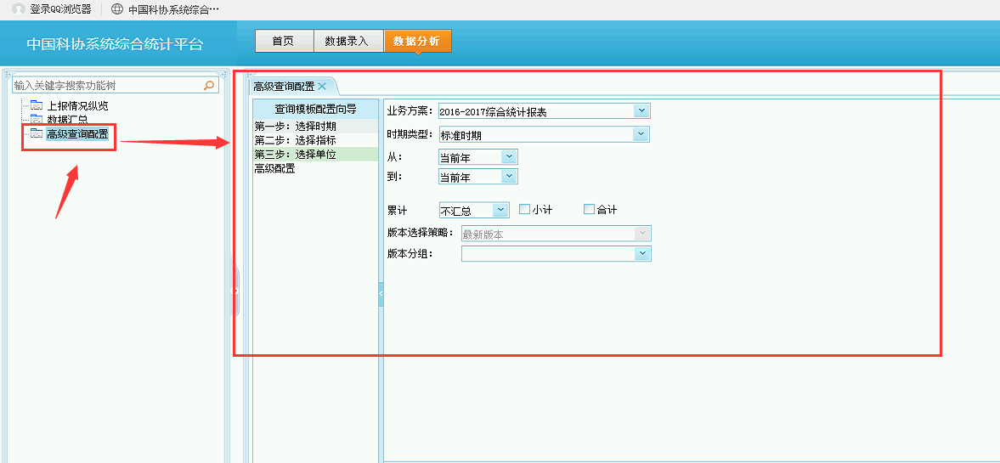 登录QQ浏览器 中国科协系统综合…
中国科协系统综合统计平台 首页 数据录入 数据分析
输入关键字搜索功能树
上报情况纵览
数据汇总
高级查询配置
高级查询配置
查询模板配置向导
第一步：选择时期
第二步：选择指标
第三步：选择单位
高级配置
业务方案： 2016-2017综合统计报表
时期类型： 标准时期
从： 当前年
到： 当前年
累计 不汇总 小计 合计
版本选择策略： 最新版本
版本分组：